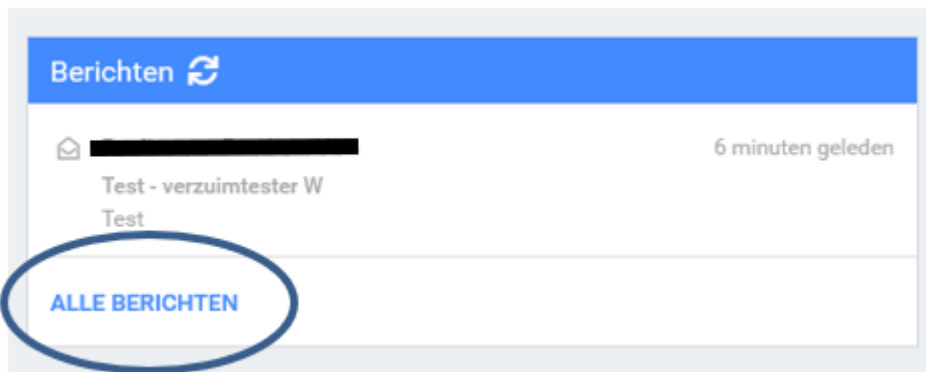 Berichten
6 minuten geleden
Test - verzuimtester W
Test
ALLE BERICHTEN